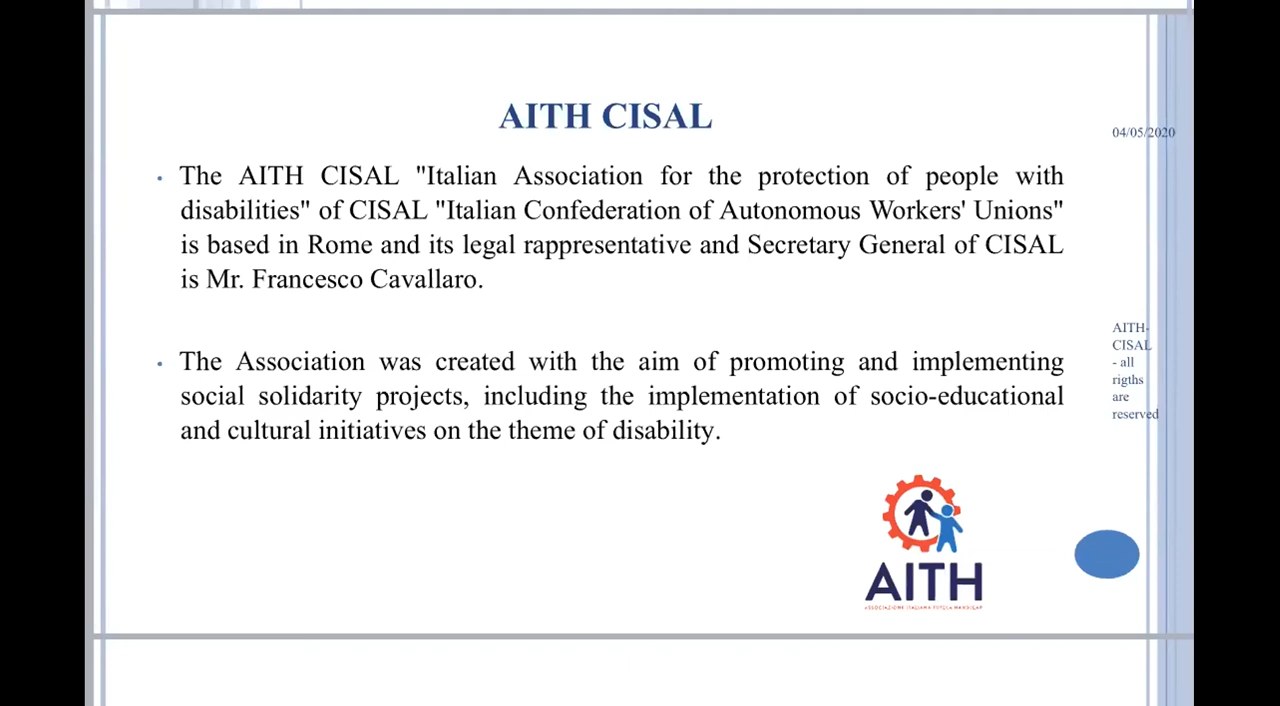 AITH CISAL
04/05/2020
• The AITH CISAL "Italian Association for the protection of people with
disabilities" of CISAL "Italian Confederation of Autonomous Workers' Unions"
is based in Rome and its legal rappresentative and Secretary General of CISAL
is Mr. Francesco Cavallaro.
AITH-
CISAL
- all
rigths
are
reserved
• The Association was created with the aim of promoting and implementing
social solidarity projects, including the implementation of socio-educational
and cultural initiatives on the theme of disability.
AITH
ASSOCIAZIONE ITALIANA TUTELA HANDICAP